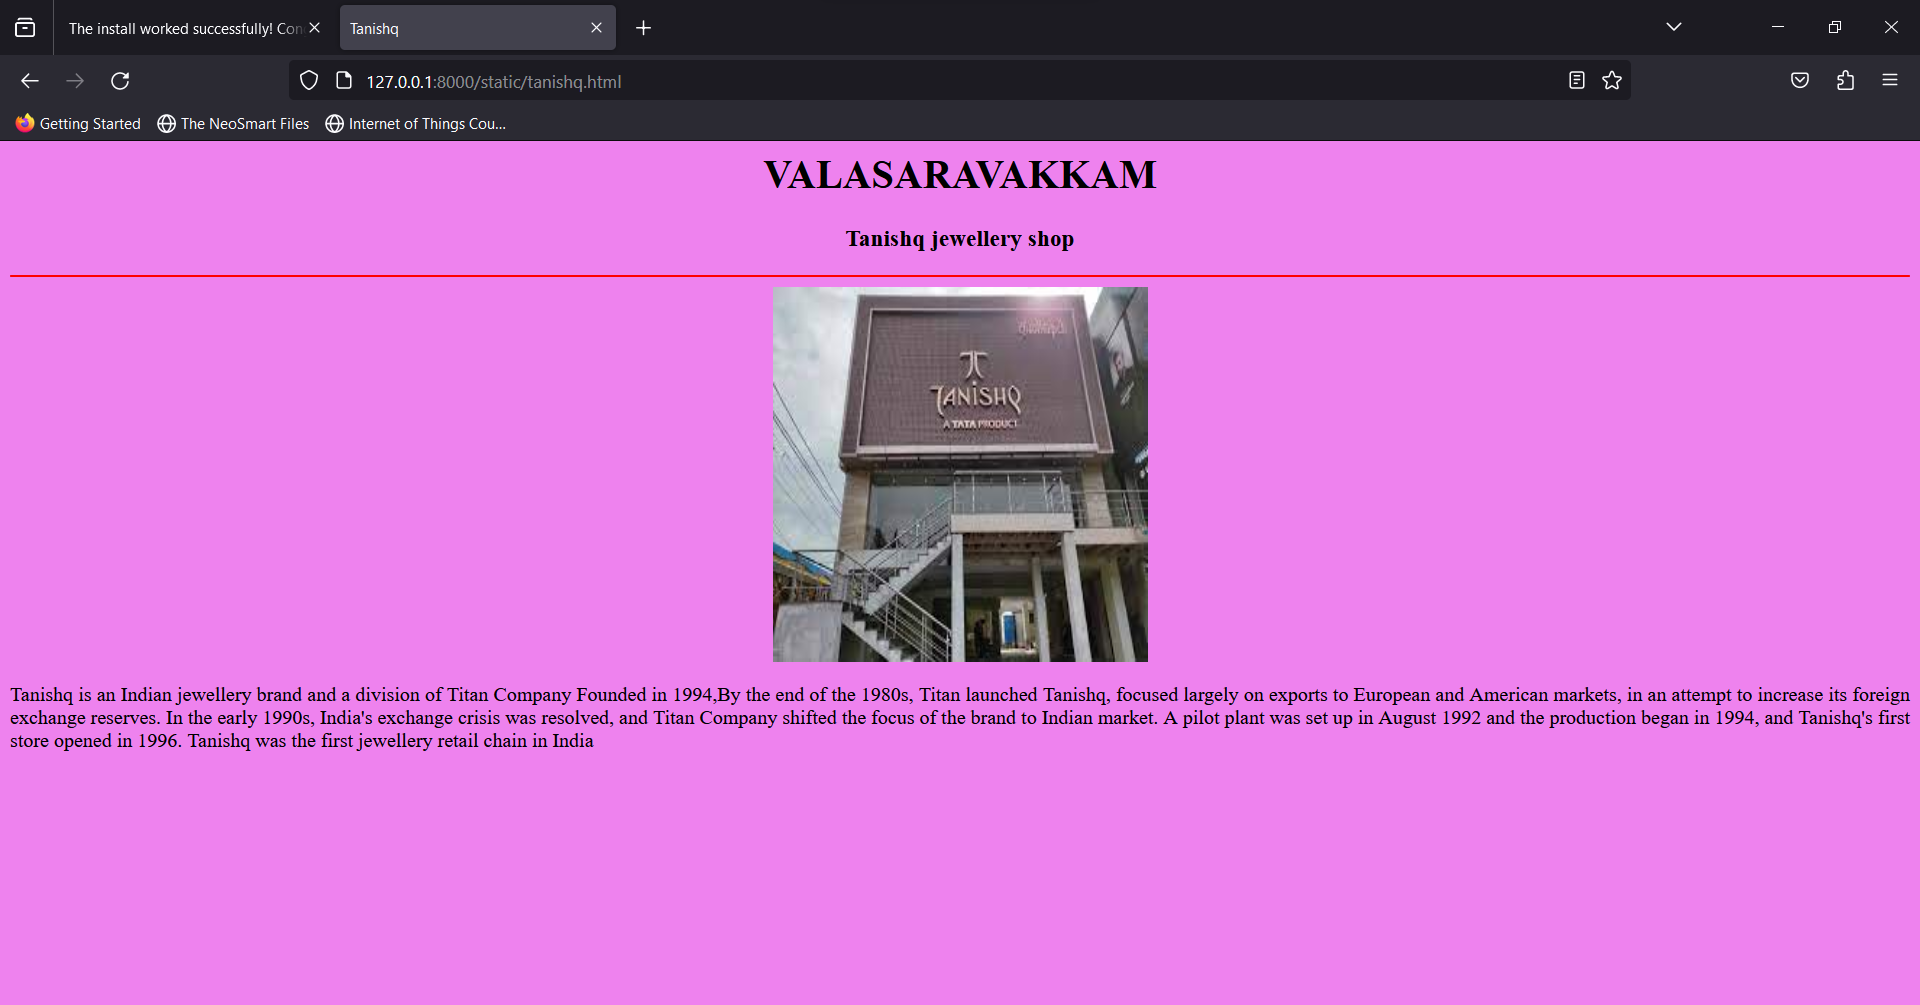 The install worked successfully! Con
Tanishq
127.0.0.1:8000/static/tanishq.html
Getting Started
The NeoSmart Files
Internet of Things Cou...
VALASARAVAKKAM
Tanishq jewellery shop
TANISHQ
A TATA PRODUCT
Tanishq is an Indian jewellery brand and a division of Titan Company Founded in 1994,By the end of the 1980s, Titan launched Tanishq, focused largely on exports to European and American markets, in an attempt to increase its foreign
exchange reserves. In the early 1990s, India's exchange crisis was resolved, and Titan Company shifted the focus of the brand to Indian market. A pilot plant was set up in August 1992 and the production began in 1994, and Tanishq's first
store opened in 1996. Tanishq was the first jewellery retail chain in India